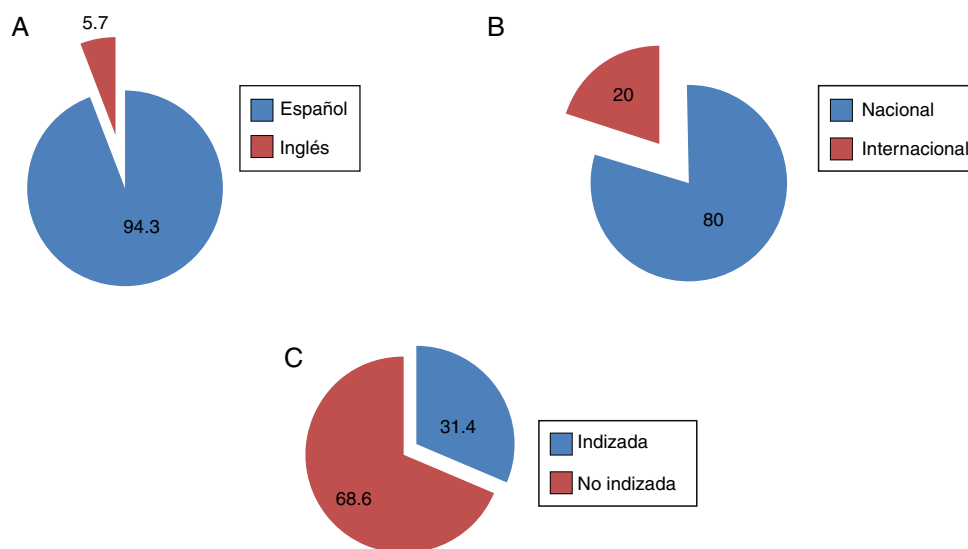 A
5.7
94.3
Español
Inglés
B
20
80
Nacional
Internacional
C
31.4
68.6
Indizada
No indizada